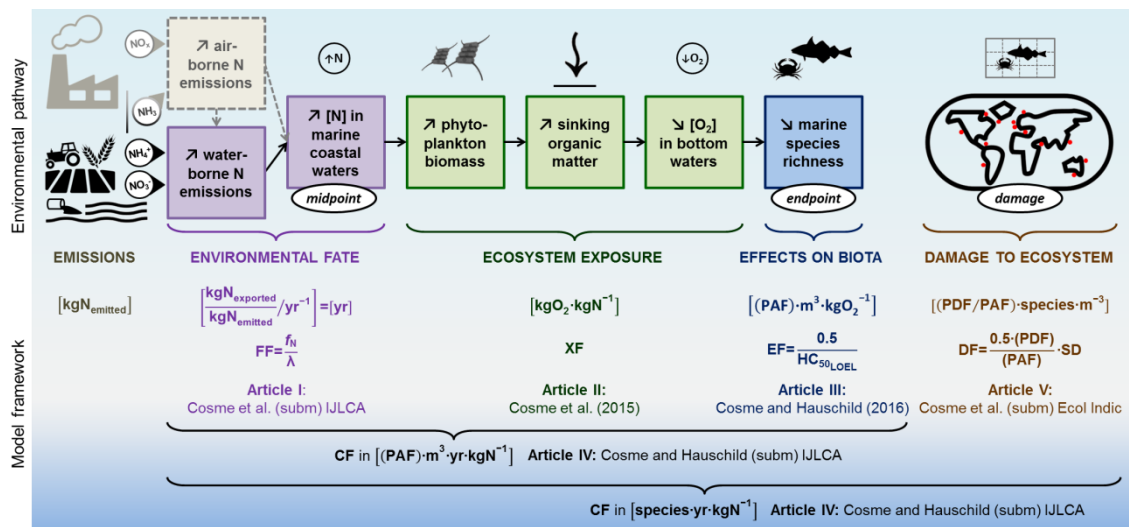 Environmental pathway
Model framework
NOₓ
NH₃
NH₄⁺
NO₃⁻
↗ air-
borne N
emissions
↗ water-
borne N
emissions
↑N
↗ [N] in
marine
coastal
waters
midpoint
↗ phyto-
plankton
biomass
↗ sinking
organic
matter
↓O₂
↘ [O₂]
in bottom
waters
↘ marine
species
richness
endpoint
damage
EMISSIONS
ENVIRONMENTAL FATE
ECOSYSTEM EXPOSURE
EFFECTS ON BIOTA
DAMAGE TO ECOSYSTEM
[kgN_emitted]
[kgN_exported/kgN_emitted /yr⁻¹]=[yr]
[kgO₂·kgN⁻¹]
[(PAF)·m³·kgO₂⁻¹]
[(PDF/PAF)·species·m⁻³]
FF=f_N/λ
XF
EF=0.5/HC50_LOEL
DF=0.5·(PDF)/(PAF)·SD
Article I:
Cosme et al. (subm) IJLCA
Article II:
Cosme et al. (2015)
Article III:
Cosme and Hauschild (2016)
Article V:
Cosme et al. (subm) Ecol Indic
CF in [(PAF)·m³·yr·kgN⁻¹] Article IV: Cosme and Hauschild (subm) IJLCA
CF in [species·yr·kgN⁻¹] Article IV: Cosme and Hauschild (subm) IJLCA